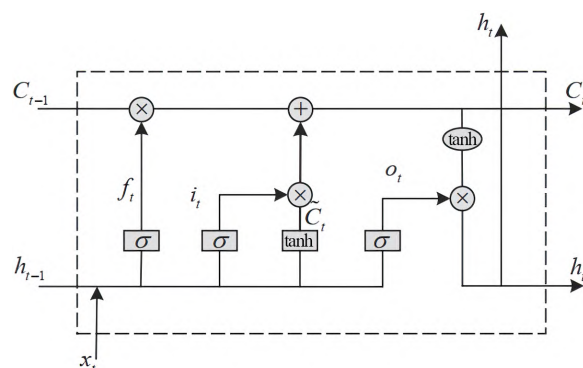 h_t
C_{t-1}
×
+
C_t
tanh
f_t
i_t
×
C̃_t
o_t
×
σ
σ
tanh
σ
h_{t-1}
h_t
x_t